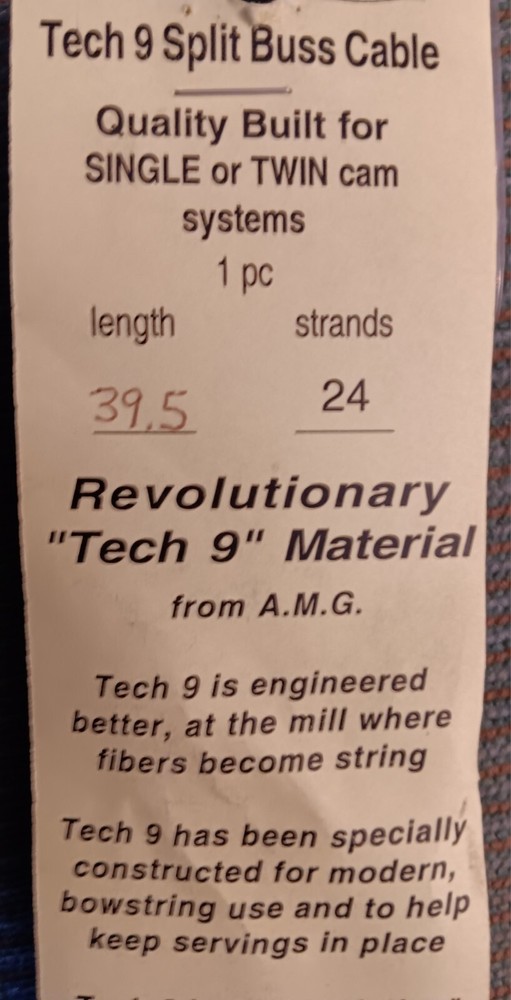 Tech 9 Split Buss Cable
Quality Built for
SINGLE or TWIN cam
systems
1 pc
length strands
39.5 24
Revolutionary
"Tech 9" Material
from A.M.G.
Tech 9 is engineered
better, at the mill where
fibers become string
Tech 9 has been specially
constructed for modern,
bowstring use and to help
keep servings in place